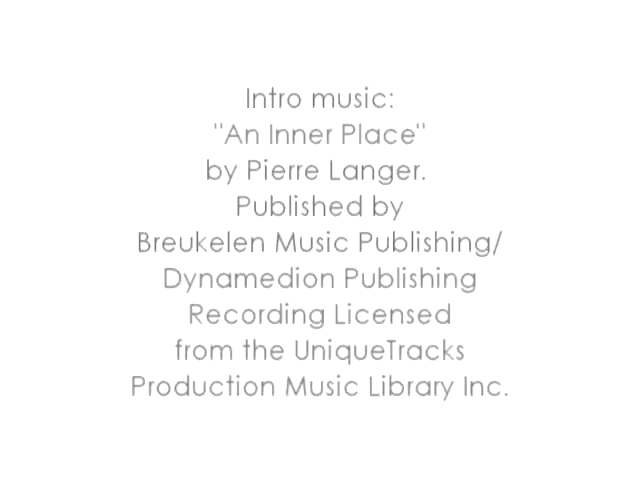 Intro music:
"An Inner Place"
by Pierre Langer.
Published by
Breukelen Music Publishing/
Dynamedion Publishing
Recording Licensed
from the UniqueTracks
Production Music Library Inc.